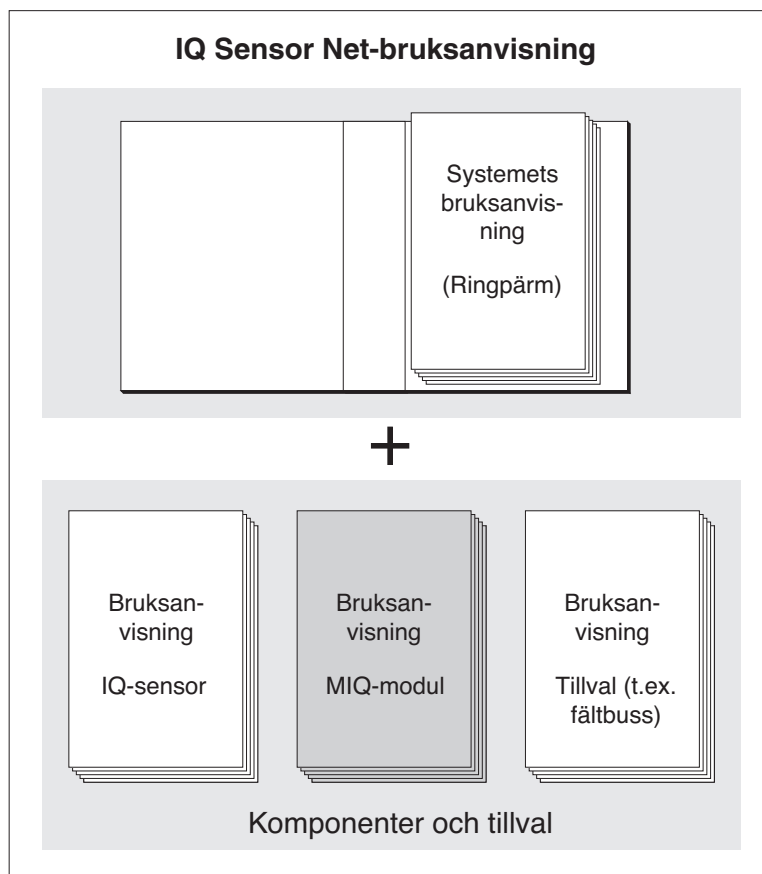 IQ Sensor Net-bruksanvisning
Systemets
bruksanvis-
ning
(Ringpärm)
+
Bruksan-
visning
IQ-sensor
Bruksan-
visning
MIQ-modul
Bruksan-
visning
Tillval (t.ex.
fältbuss)
Komponenter och tillval